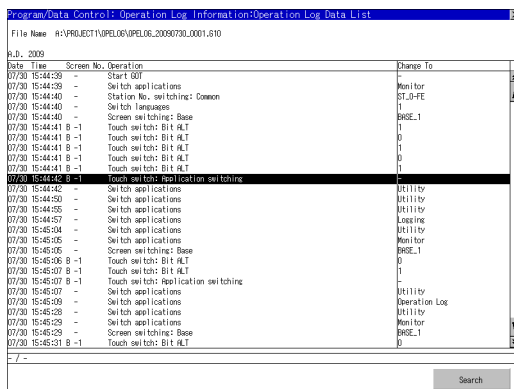 Program/Data Control: Operation Log Information:Operation Log Data List
File Name A:\PROJECT1\OPELOG\OPELOG_20090730_0001.G1O
A.D. 2009
Date Time Screen No. Operation Change To
07/30 15:44:39 - Start GOT -
07/30 15:44:39 - Switch applications Monitor
07/30 15:44:40 - Station No. switching: Common ST_0-FE
07/30 15:44:40 - Switch languages 1
07/30 15:44:40 - Screen switching: Base BASE_1
07/30 15:44:41 B -1 Touch switch: Bit ALT 1
07/30 15:44:41 B -1 Touch switch: Bit ALT 0
07/30 15:44:41 B -1 Touch switch: Bit ALT 1
07/30 15:44:41 B -1 Touch switch: Bit ALT 0
07/30 15:44:41 B -1 Touch switch: Bit ALT 1
07/30 15:44:42 B -1 Touch switch: Application switching -
07/30 15:44:42 - Switch applications Utility
07/30 15:44:50 - Switch applications Utility
07/30 15:44:55 - Switch applications Utility
07/30 15:44:57 - Switch applications Logging
07/30 15:45:04 - Switch applications Utility
07/30 15:45:05 - Switch applications Monitor
07/30 15:45:05 - Screen switching: Base BASE_1
07/30 15:45:06 B -1 Touch switch: Bit ALT 0
07/30 15:45:07 B -1 Touch switch: Bit ALT 1
07/30 15:45:07 B -1 Touch switch: Application switching -
07/30 15:45:07 - Switch applications Utility
07/30 15:45:09 - Switch applications Operation Log
07/30 15:45:28 - Switch applications Utility
07/30 15:45:29 - Switch applications Monitor
07/30 15:45:29 - Screen switching: Base BASE_1
07/30 15:45:31 B -1 Touch switch: Bit ALT 0
- / -
Search